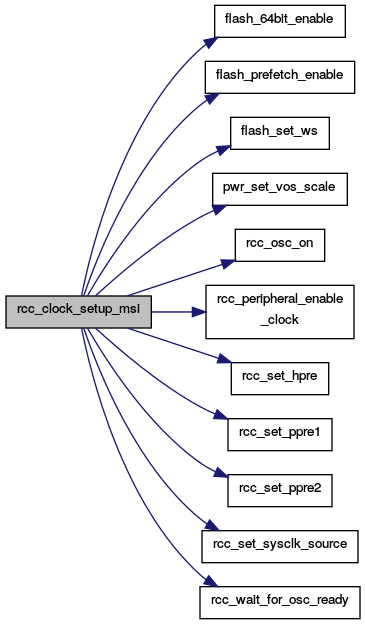 flash_64bit_enable
flash_prefetch_enable
flash_set_ws
pwr_set_vos_scale
rcc_osc_on
rcc_clock_setup_msi
rcc_peripheral_enable
_clock
rcc_set_hpre
rcc_set_ppre1
rcc_set_ppre2
rcc_set_sysclk_source
rcc_wait_for_osc_ready